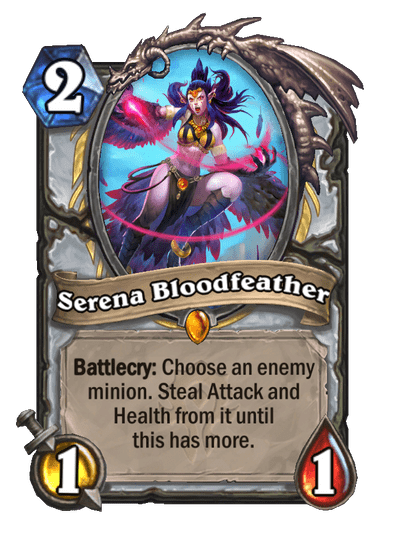 2
Serena Bloodfeather
Battlecry: Choose an enemy
minion. Steal Attack and
Health from it until
this has more.
1
1